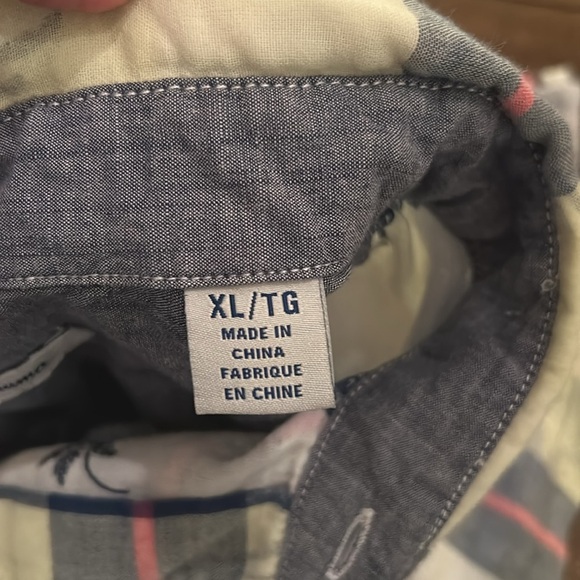 XL/TG
MADE IN
CHINA
FABRIQUE
EN CHINE